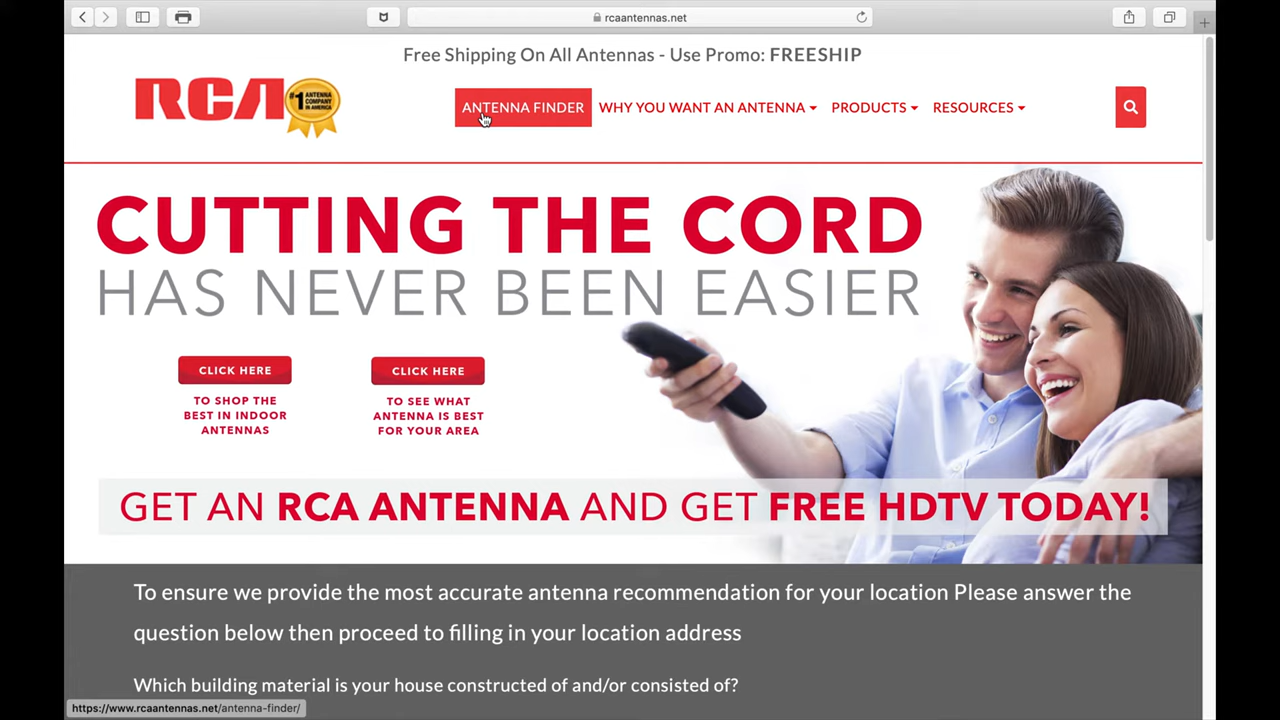 rcaantennas.net
Free Shipping On All Antennas - Use Promo: FREESHIP
RCA #1 ANTENNA COMPANY IN AMERICA
ANTENNA FINDER WHY YOU WANT AN ANTENNA PRODUCTS RESOURCES
CUTTING THE CORD
HAS NEVER BEEN EASIER
CLICK HERE
TO SHOP THE
BEST IN INDOOR
ANTENNAS
CLICK HERE
TO SEE WHAT
ANTENNA IS BEST
FOR YOUR AREA
GET AN RCA ANTENNA AND GET FREE HDTV TODAY!
To ensure we provide the most accurate antenna recommendation for your location Please answer the
question below then proceed to filling in your location address
Which building material is your house constructed of and/or consisted of?
https://www.rcaantennas.net/antenna-finder/